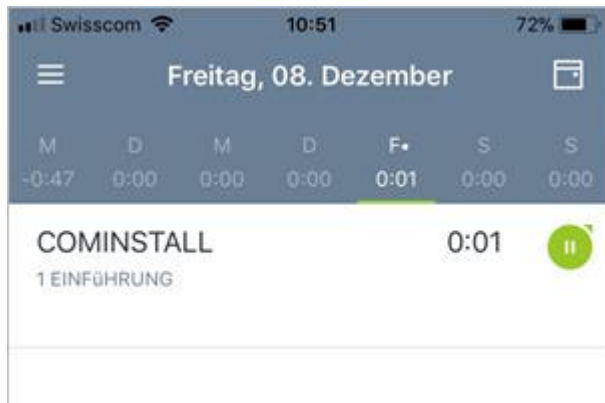 Swisscom 10:51 72%
Freitag, 08. Dezember
M D M D F• S S
-0:47 0:00 0:00 0:00 0:01 0:00 0:00
COMINSTALL 0:01
1 EINFüHRUNG